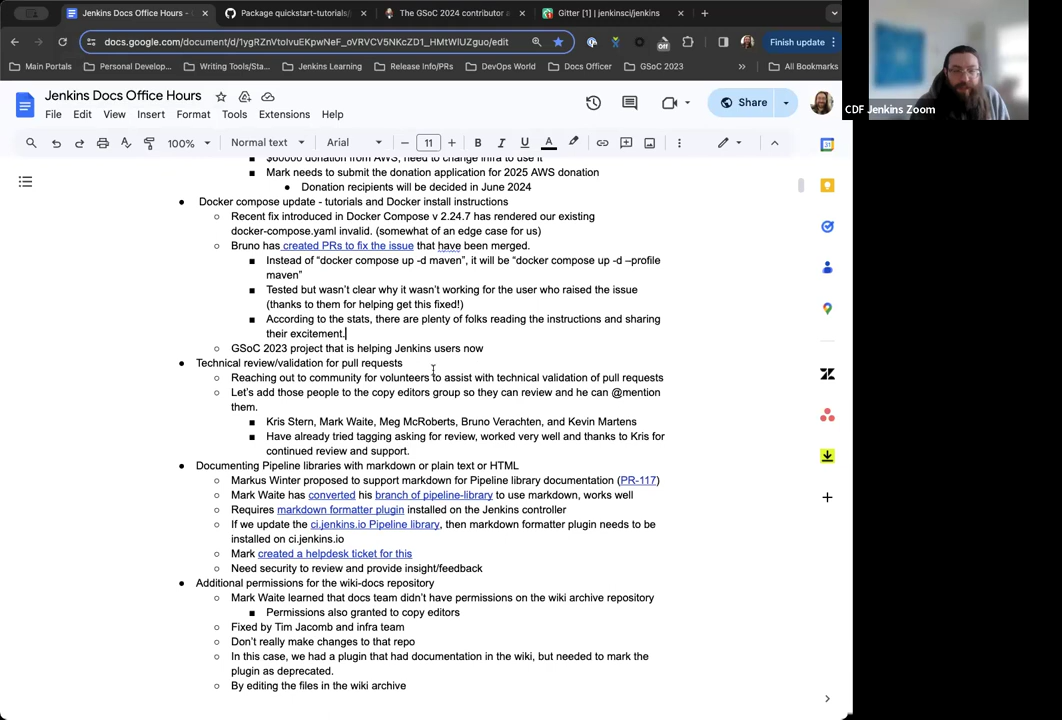 Jenkins Docs Office Hours -
Package quickstart-tutorials/
The GSoC 2024 contributor a
Gitter [1] | jenkinsci/jenkins
docs.google.com/document/d/1ygRZnVtoIvuEKpwNeF_oVRVCV5NKcZD1_HMtWlUZguo/edit
Off
Finish update
Main Portals
Personal Develop...
Writing Tools/Sta...
Jenkins Learning
Release Info/PRs
DevOps World
Docs Officer
GSoC 2023
»
All Bookmarks
Jenkins Docs Office Hours
Share
File Edit View Insert Format Tools Extensions Help
100% Normal text Arial 11 B I U A
CDF Jenkins Zoom
$60000 donation from AWS, need to change infra to use it
Mark needs to submit the donation application for 2025 AWS donation
Donation recipients will be decided in June 2024
Docker compose update - tutorials and Docker install instructions
Recent fix introduced in Docker Compose v 2.24.7 has rendered our existing
docker-compose.yaml invalid. (somewhat of an edge case for us)
Bruno has created PRs to fix the issue that have been merged.
Instead of “docker compose up -d maven”, it will be “docker compose up -d –profile
maven”
Tested but wasn’t clear why it wasn’t working for the user who raised the issue
(thanks to them for helping get this fixed!)
According to the stats, there are plenty of folks reading the instructions and sharing
their excitement.
GSoC 2023 project that is helping Jenkins users now
Technical review/validation for pull requests
Reaching out to community for volunteers to assist with technical validation of pull requests
Let’s add those people to the copy editors group so they can review and he can @mention
them.
Kris Stern, Mark Waite, Meg McRoberts, Bruno Verachten, and Kevin Martens
Have already tried tagging asking for review, worked very well and thanks to Kris for
continued review and support.
Documenting Pipeline libraries with markdown or plain text or HTML
Markus Winter proposed to support markdown for Pipeline library documentation (PR-117)
Mark Waite has converted his branch of pipeline-library to use markdown, works well
Requires markdown formatter plugin installed on the Jenkins controller
If we update the ci.jenkins.io Pipeline library, then markdown formatter plugin needs to be
installed on ci.jenkins.io
Mark created a helpdesk ticket for this
Need security to review and provide insight/feedback
Additional permissions for the wiki-docs repository
Mark Waite learned that docs team didn’t have permissions on the wiki archive repository
Permissions also granted to copy editors
Fixed by Tim Jacomb and infra team
Don’t really make changes to that repo
In this case, we had a plugin that had documentation in the wiki, but needed to mark the
plugin as deprecated.
By editing the files in the wiki archive